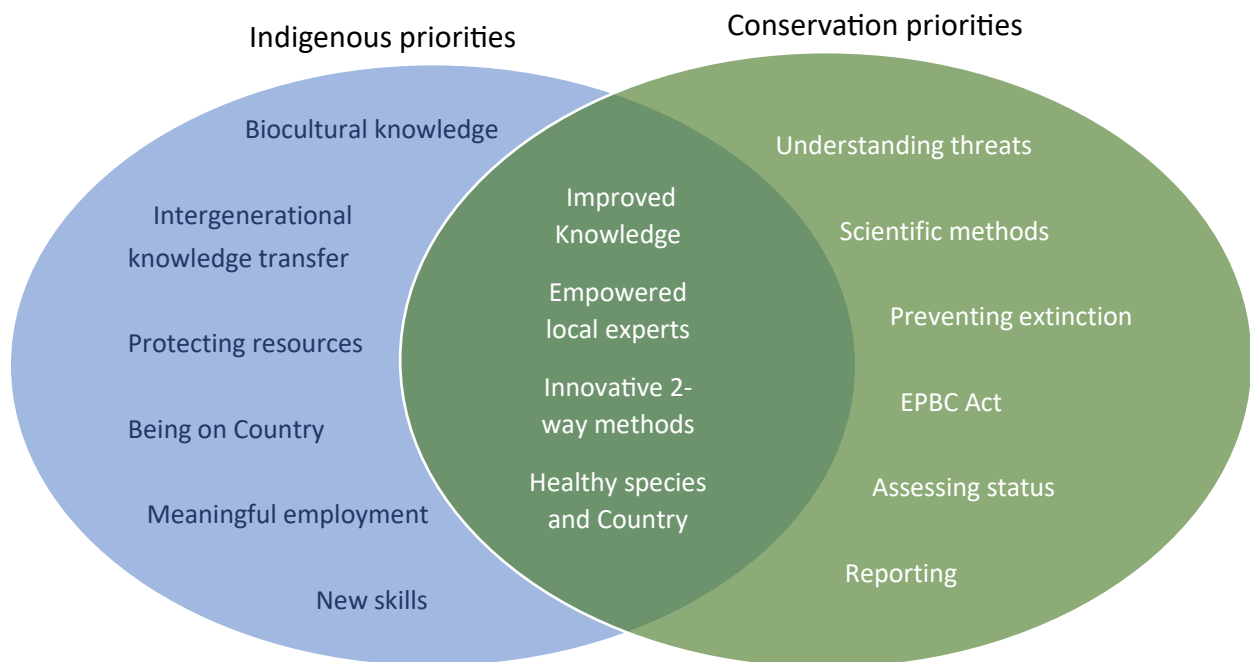 Indigenous priorities
Conservation priorities
Biocultural knowledge
Intergenerational
knowledge transfer
Protecting resources
Being on Country
Meaningful employment
New skills
Improved
Knowledge
Empowered
local experts
Innovative 2-
way methods
Healthy species
and Country
Understanding threats
Scientific methods
Preventing extinction
EPBC Act
Assessing status
Reporting